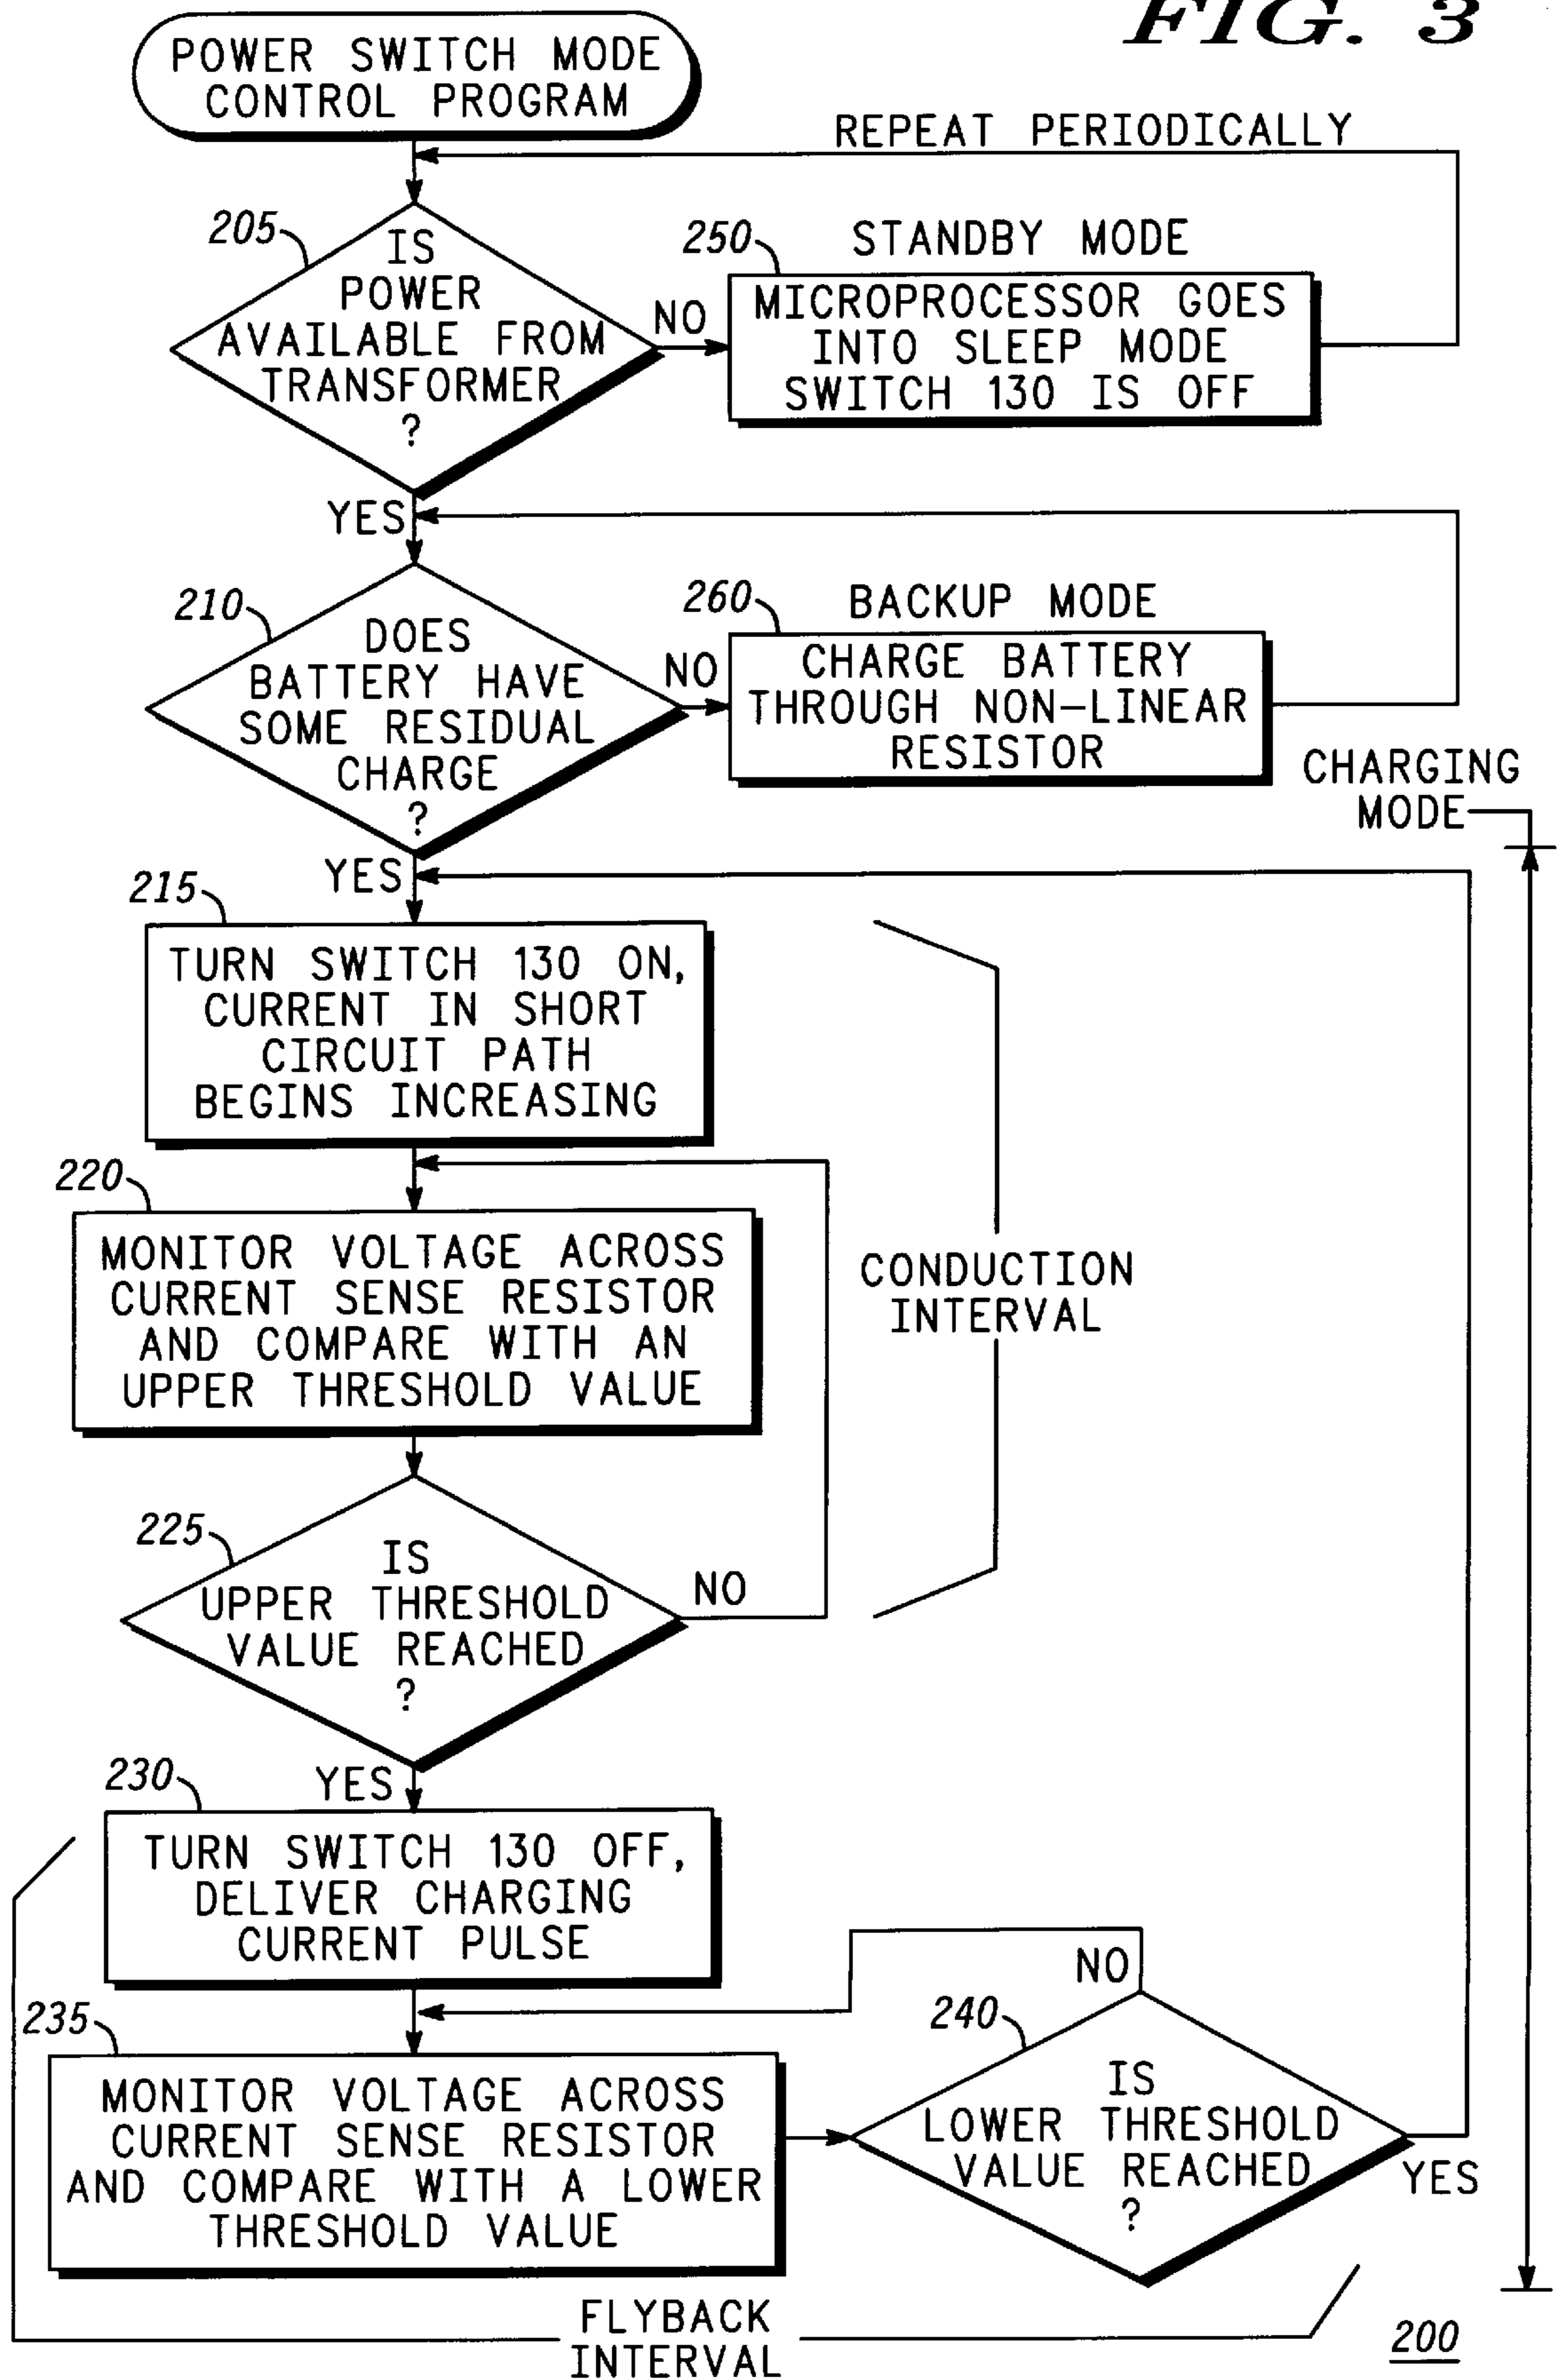 FIG. 3
POWER SWITCH MODE
CONTROL PROGRAM
REPEAT PERIODICALLY
205
IS
POWER
AVAILABLE FROM
TRANSFORMER
?
NO
250
STANDBY MODE
MICROPROCESSOR GOES
INTO SLEEP MODE
SWITCH 130 IS OFF
YES
210
DOES
BATTERY HAVE
SOME RESIDUAL
CHARGE
?
NO
260
BACKUP MODE
CHARGE BATTERY
THROUGH NON-LINEAR
RESISTOR
CHARGING
MODE
YES
215
TURN SWITCH 130 ON,
CURRENT IN SHORT
CIRCUIT PATH
BEGINS INCREASING
220
MONITOR VOLTAGE ACROSS
CURRENT SENSE RESISTOR
AND COMPARE WITH AN
UPPER THRESHOLD VALUE
CONDUCTION
INTERVAL
225
IS
UPPER THRESHOLD
VALUE REACHED
?
NO
YES
230
TURN SWITCH 130 OFF,
DELIVER CHARGING
CURRENT PULSE
235
MONITOR VOLTAGE ACROSS
CURRENT SENSE RESISTOR
AND COMPARE WITH A LOWER
THRESHOLD VALUE
NO
240
IS
LOWER THRESHOLD
VALUE REACHED
?
YES
FLYBACK
INTERVAL
200